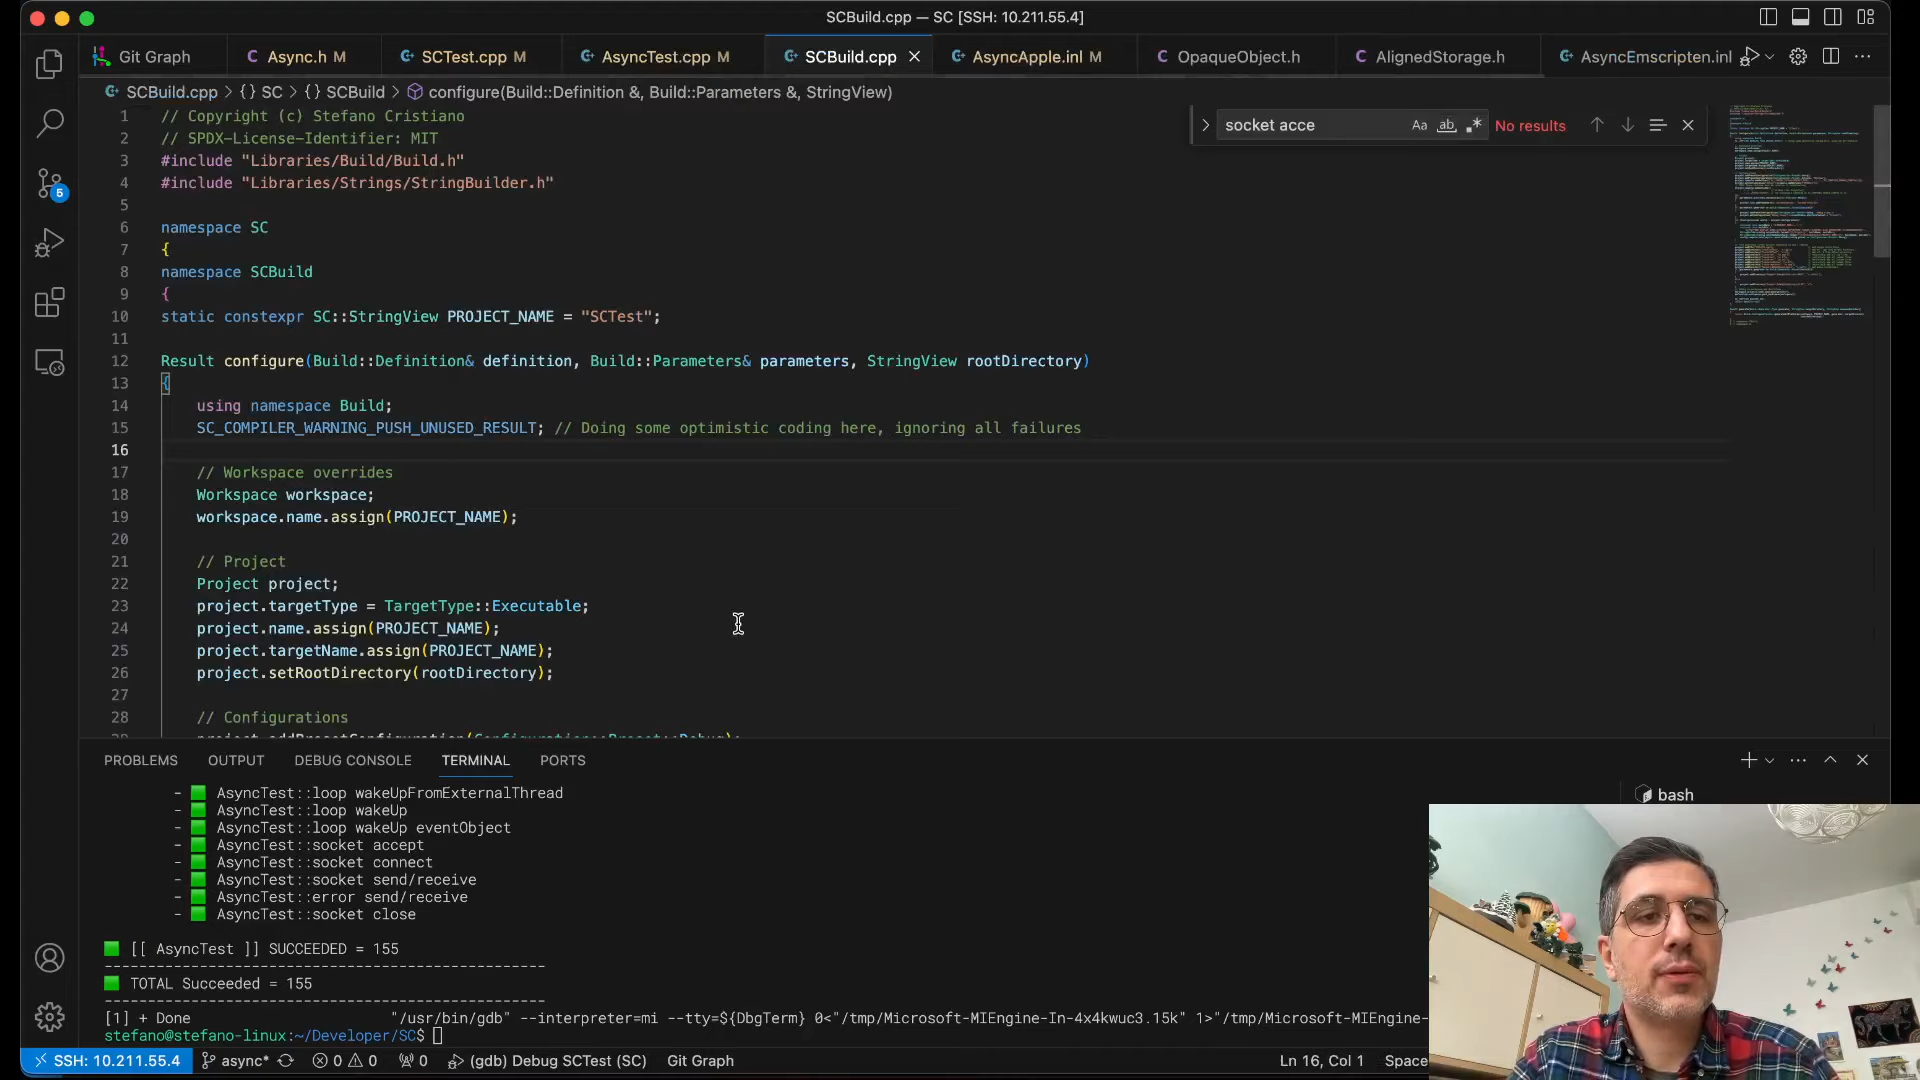 SCBuild.cpp — SC [SSH: 10.211.55.4]
Git Graph
Async.h M
SCTest.cpp M
AsyncTest.cpp M
SCBuild.cpp
AsyncApple.inl M
OpaqueObject.h
AlignedStorage.h
AsyncEmscripten.inl
SCBuild.cpp > {} SC > {} SCBuild > configure(Build::Definition &, Build::Parameters &, StringView)
socket acce
Aa
ab
No results
1 // Copyright (c) Stefano Cristiano
2 // SPDX-License-Identifier: MIT
3 #include "Libraries/Build/Build.h"
4 #include "Libraries/Strings/StringBuilder.h"
5
6 namespace SC
7 {
8 namespace SCBuild
9 {
10 static constexpr SC::StringView PROJECT_NAME = "SCTest";
11
12 Result configure(Build::Definition& definition, Build::Parameters& parameters, StringView rootDirectory)
13 {
14 using namespace Build;
15 SC_COMPILER_WARNING_PUSH_UNUSED_RESULT; // Doing some optimistic coding here, ignoring all failures
16
17 // Workspace overrides
18 Workspace workspace;
19 workspace.name.assign(PROJECT_NAME);
20
21 // Project
22 Project project;
23 project.targetType = TargetType::Executable;
24 project.name.assign(PROJECT_NAME);
25 project.targetName.assign(PROJECT_NAME);
26 project.setRootDirectory(rootDirectory);
27
28 // Configurations
project.addPresetConfiguration(Configuration::Preset::Debug);
5
PROBLEMS
OUTPUT
DEBUG CONSOLE
TERMINAL
PORTS
bash
- AsyncTest::loop wakeUpFromExternalThread
- AsyncTest::loop wakeUp
- AsyncTest::loop wakeUp eventObject
- AsyncTest::socket accept
- AsyncTest::socket connect
- AsyncTest::socket send/receive
- AsyncTest::error send/receive
- AsyncTest::socket close
[[ AsyncTest ]] SUCCEEDED = 155
--------------------------------------------------
TOTAL Succeeded = 155
--------------------------------------------------
[1] + Done "/usr/bin/gdb" --interpreter=mi --tty=${DbgTerm} 0<"/tmp/Microsoft-MIEngine-In-4x4kwuc3.15k" 1>"/tmp/Microsoft-MIEngine-
stefano@stefano-linux:~/Developer/SC$
SSH: 10.211.55.4
async*
0
0
0
(gdb) Debug SCTest (SC)
Git Graph
Ln 16, Col 1
Space